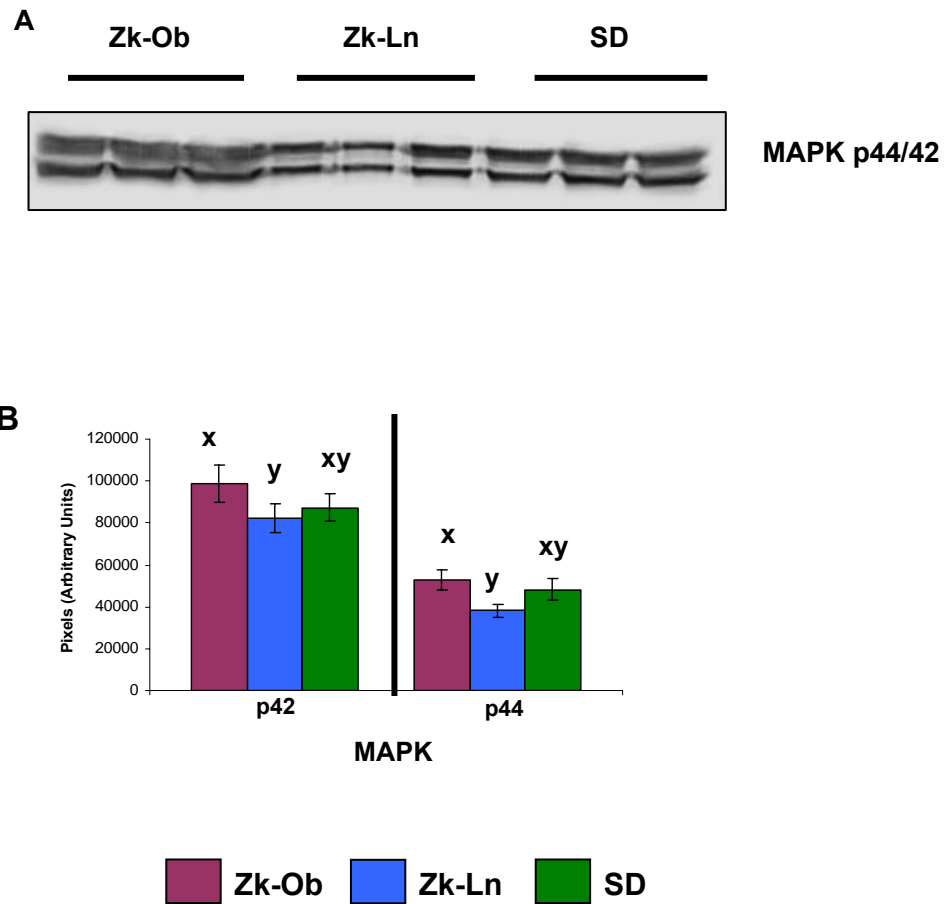 A
Zk-Ob Zk-Ln SD
MAPK p44/42
B
Pixels (Arbitrary Units)
120000
100000
80000
60000
40000
20000
0
x
y
xy
x
y
xy
p42 p44
MAPK
Zk-Ob Zk-Ln SD